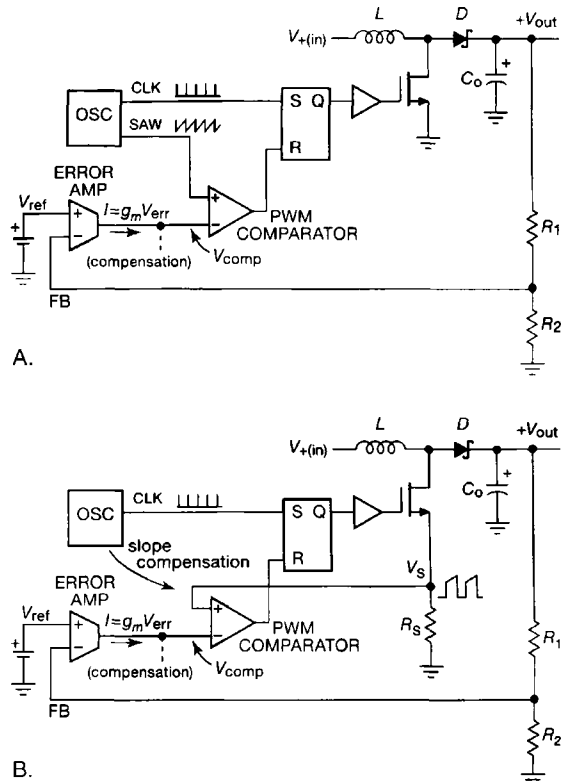 L
D
+Vout
V+(in)
Co
+
CLK
OSC
SAW
S Q
R
ERROR
AMP
Vref
I=gmVerr
+
+
−
+
−
PWM
COMPARATOR
(compensation)
Vcomp
R1
FB
R2
A.
L
D
+Vout
V+(in)
Co
+
CLK
OSC
S Q
R
slope
compensation
VS
ERROR
AMP
Vref
I=gmVerr
+
+
−
+
−
PWM
COMPARATOR
RS
(compensation)
Vcomp
R1
FB
R2
B.